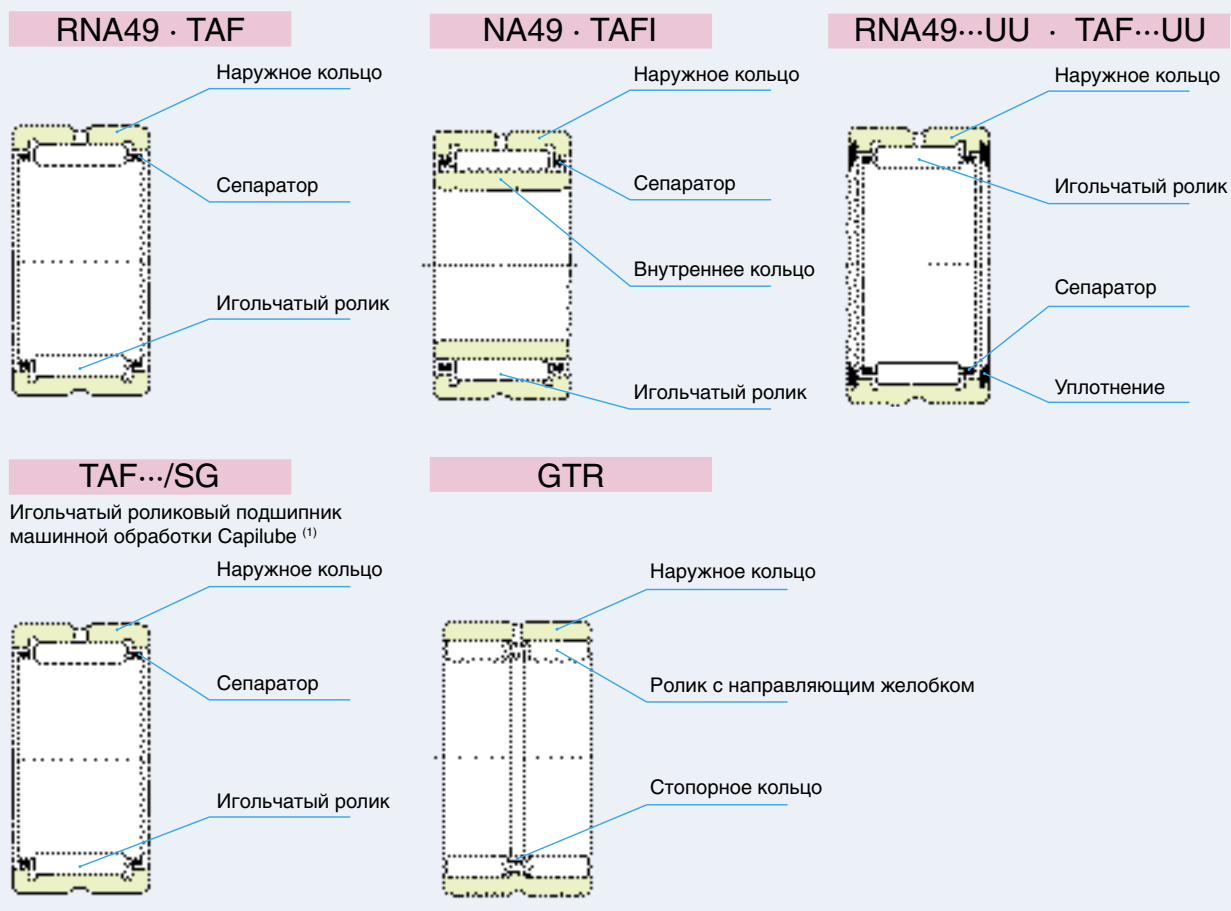 RNA49 · TAF
Наружное кольцо
Сепаратор
Игольчатый ролик
NA49 · TAFI
Наружное кольцо
Сепаратор
Внутреннее кольцо
Игольчатый ролик
RNA49···UU · TAF···UU
Наружное кольцо
Игольчатый ролик
Сепаратор
Уплотнение
TAF···/SG
Игольчатый роликовый подшипник
машинной обработки Capilube (1)
Наружное кольцо
Сепаратор
Игольчатый ролик
GTR
Наружное кольцо
Ролик с направляющим желобком
Стопорное кольцо